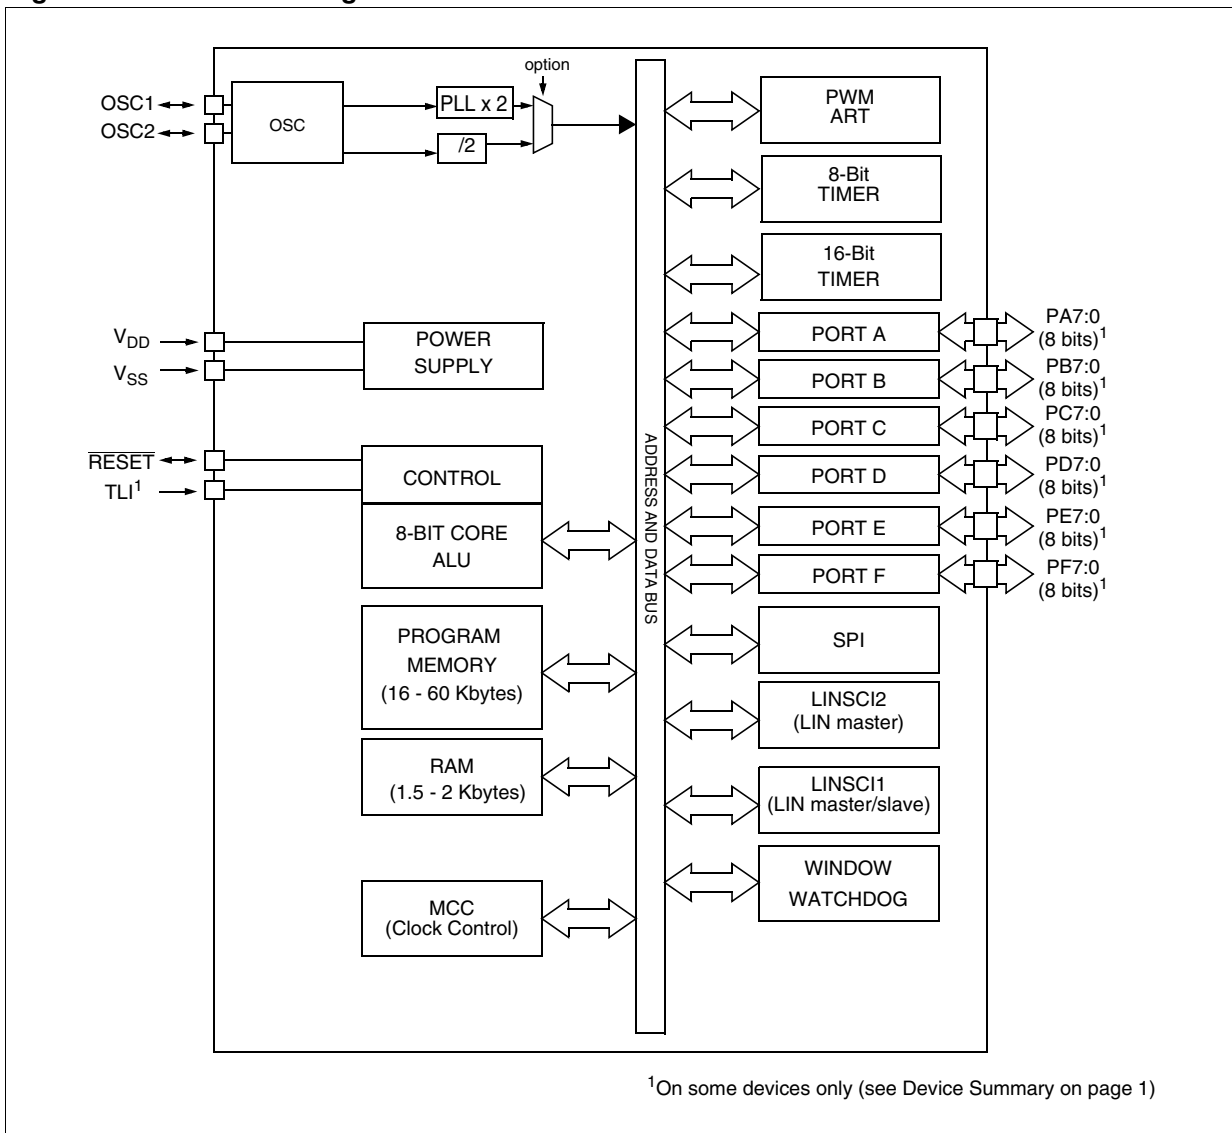 option
OSC1
OSC2
OSC
PLL x 2
/2
PWM
ART
8-Bit
TIMER
16-Bit
TIMER
VDD
VSS
POWER
SUPPLY
RESET
TLI1
CONTROL
8-BIT CORE
ALU
PROGRAM
MEMORY
(16 - 60 Kbytes)
RAM
(1.5 - 2 Kbytes)
MCC
(Clock Control)
ADDRESS AND DATA BUS
PORT A
PA7:0
(8 bits)1
PORT B
PB7:0
(8 bits)1
PORT C
PC7:0
(8 bits)1
PORT D
PD7:0
(8 bits)1
PORT E
PE7:0
(8 bits)1
PORT F
PF7:0
(8 bits)1
SPI
LINSCI2
(LIN master)
LINSCI1
(LIN master/slave)
WINDOW
WATCHDOG
1On some devices only (see Device Summary on page 1)